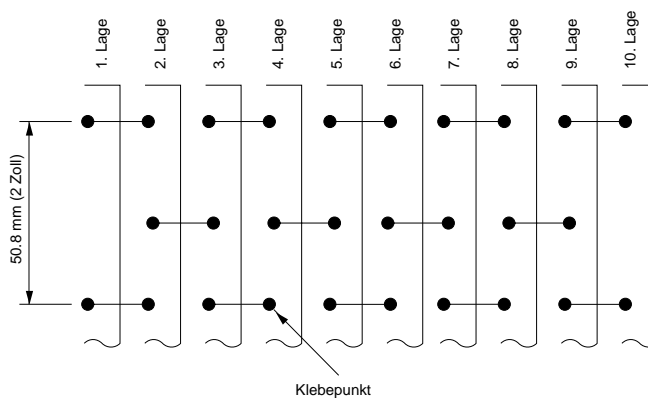 1. Lage
2. Lage
3. Lage
4. Lage
5. Lage
6. Lage
7. Lage
8. Lage
9. Lage
10. Lage
50.8 mm (2 Zoll)
Klebepunkt